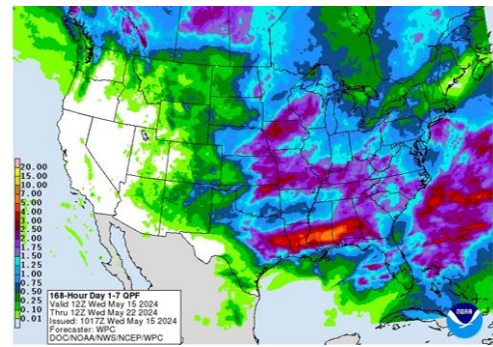 20.00
15.00
10.00
7.00
5.00
4.00
3.00
2.50
2.00
1.75
1.50
1.25
1.00
0.75
0.50
0.25
0.10
0.01
168-Hour Day 1-7 QPF
Valid 12Z Wed May 15 2024
Thru 12Z Wed May 22 2024
Issued: 1017Z Wed May 15 2024
Forecaster: WPC
DOC/NOAA/NWS/NCEP/WPC
NOAA